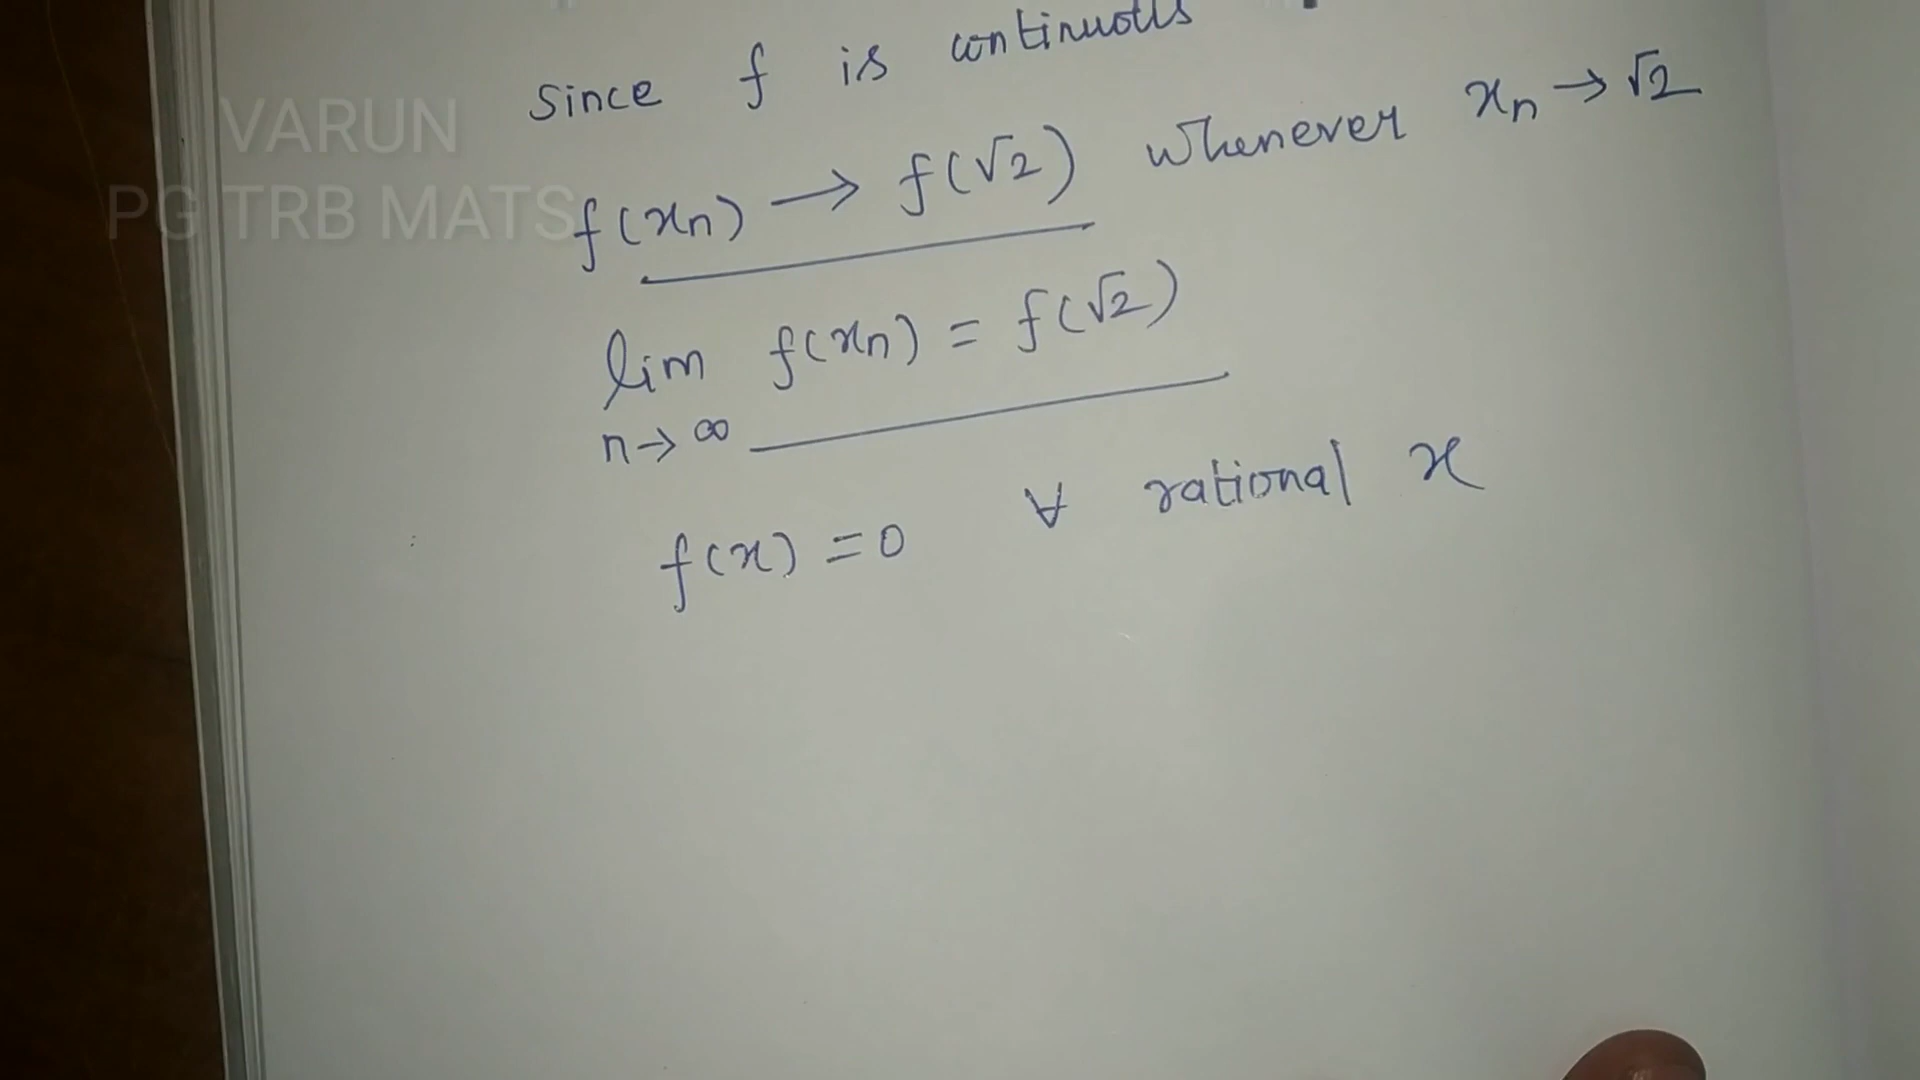 Since f is continuous
f(xn) → f(√2) whenever xn → √2
lim f(xn) = f(√2)
n → ∞
f(x) = 0 ∀ rational x
VARUN
PG TRB MATS